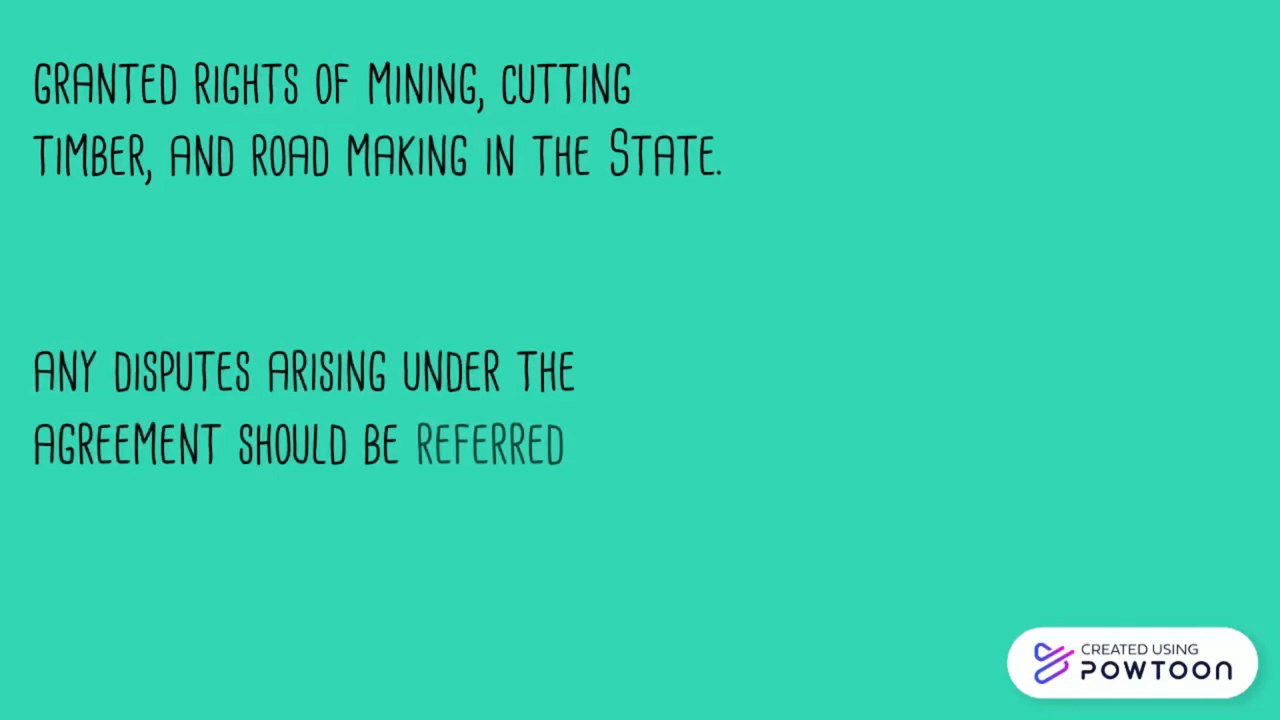 GRANTED RIGHTS OF MINING, CUTTING
TIMBER, AND ROAD MAKING IN THE STATE.
ANY DISPUTES ARISING UNDER THE
AGREEMENT SHOULD BE REFERRED
CREATED USING
POWTOON